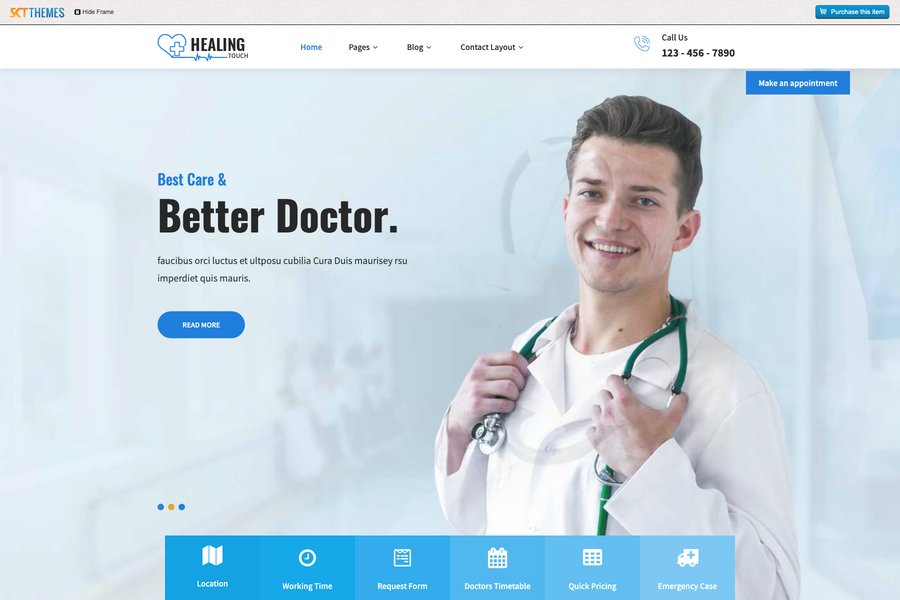 SKT THEMES
Hide Frame
Purchase this item
HEALING
TOUCH
Home
Pages
Blog
Contact Layout
Call Us
123 - 456 - 7890
Make an appointment
Best Care &
Better Doctor.
faucibus orci luctus et ultposu cubilia Cura Duis maurisey rsu
imperdiet quis mauris.
READ MORE
Location
Working Time
Request Form
Doctors Timetable
Quick Pricing
Emergency Case